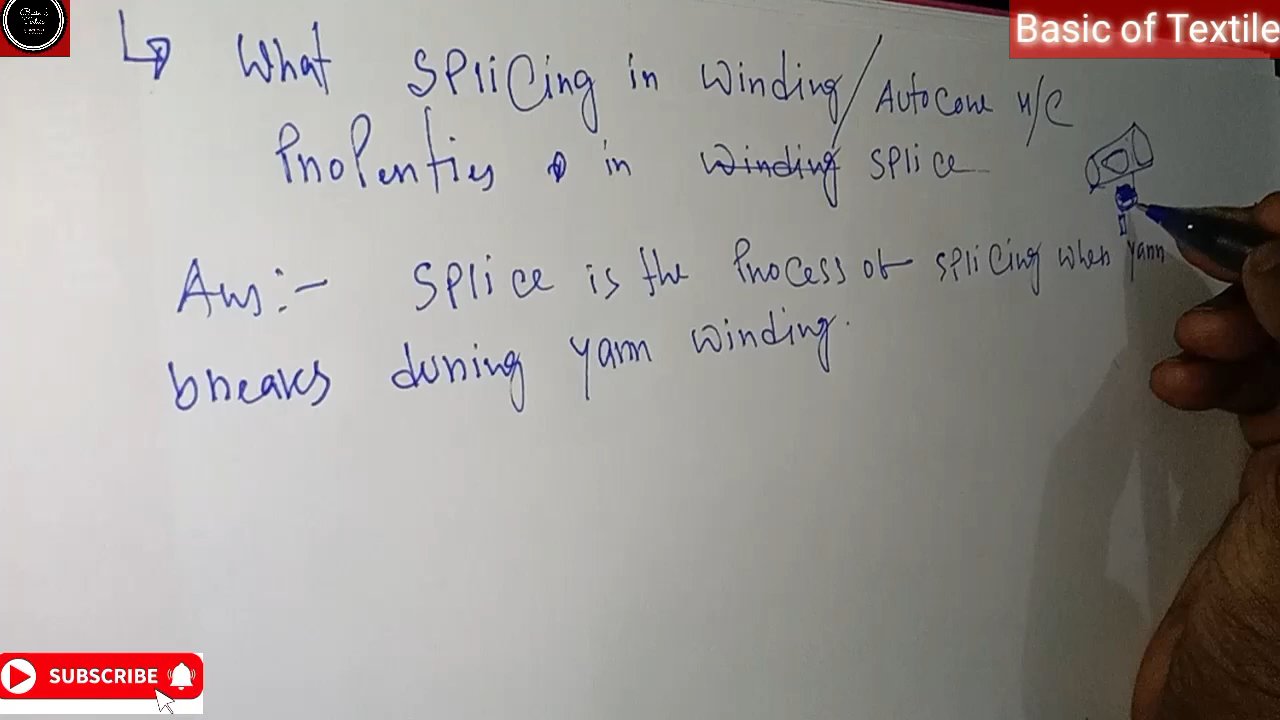 Basic of Textile
What SPliCing in winding/AutoCone M/C
PRoPerties in winding SPlice
Ans:- SPlice is the Process of SPliCing when yarn
breaks during yarn winding.
SUBSCRIBE